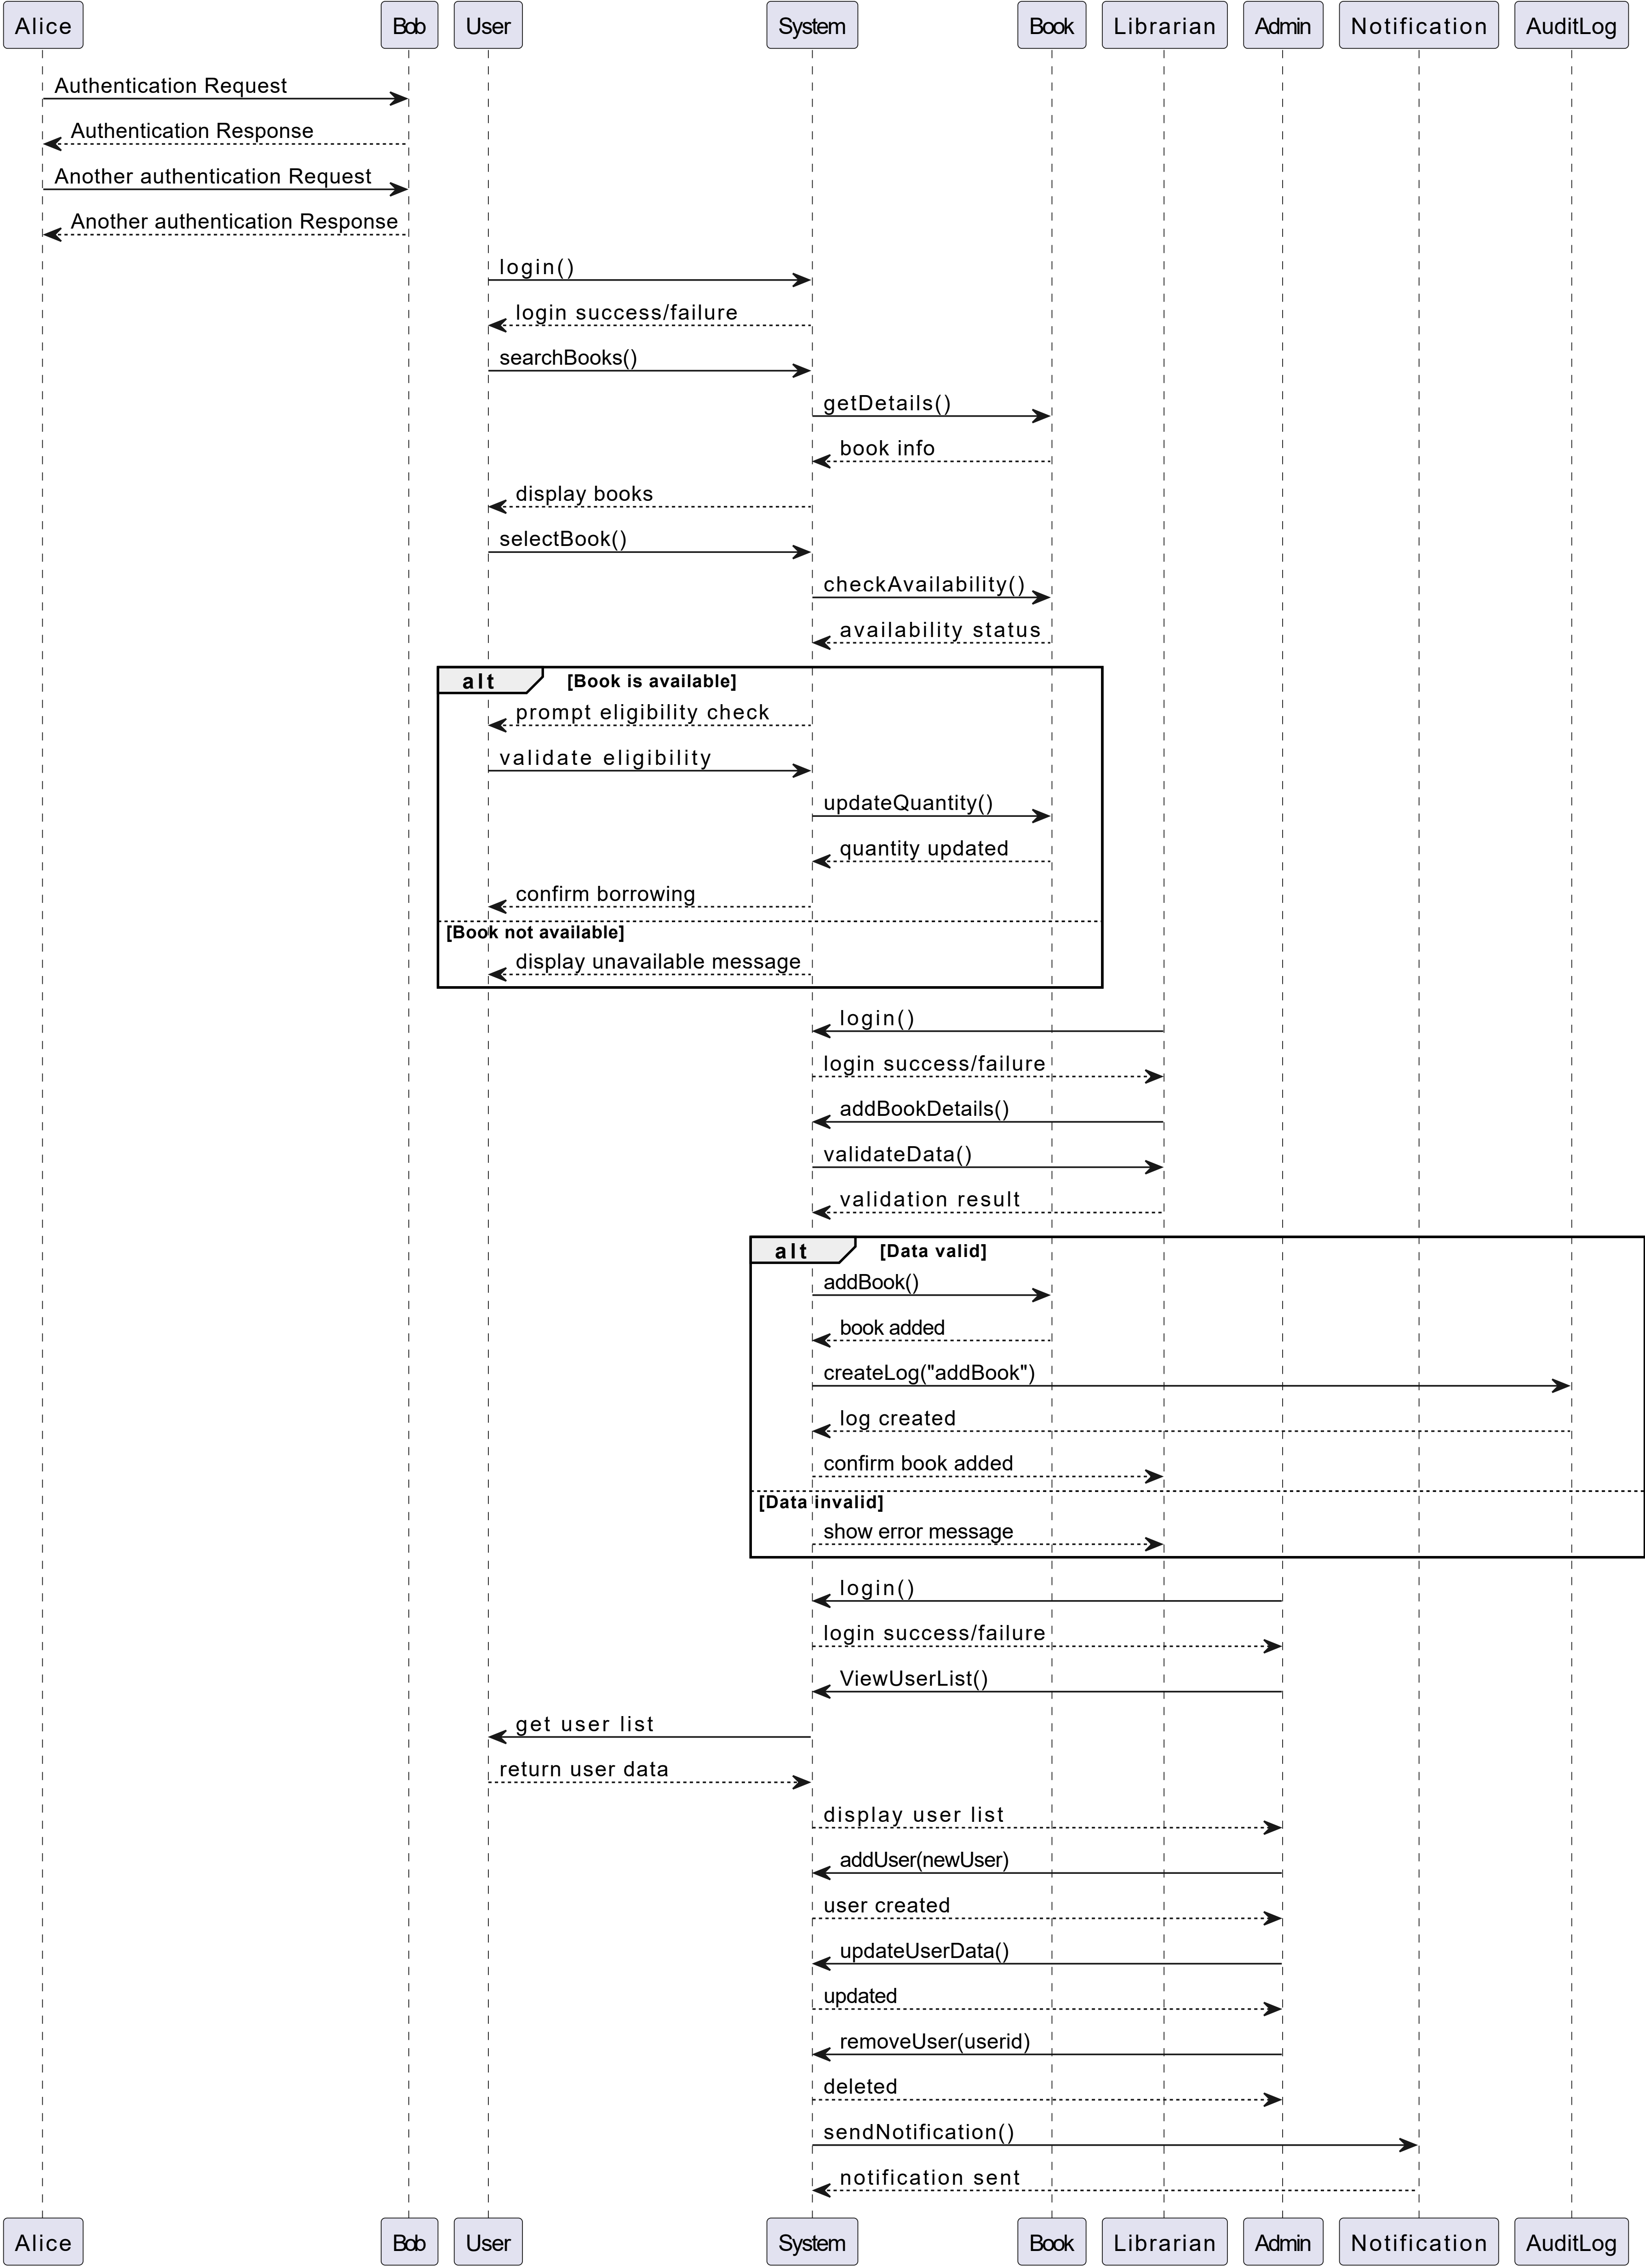 Alice Bob User System Book Librarian Admin Notification AuditLog
Authentication Request
Authentication Response
Another authentication Request
Another authentication Response
login()
login success/failure
searchBooks()
getDetails()
book info
display books
selectBook()
checkAvailability()
availability status
alt [Book is available]
prompt eligibility check
validate eligibility
updateQuantity()
quantity updated
confirm borrowing
[Book not available]
display unavailable message
login()
login success/failure
addBookDetails()
validateData()
validation result
alt [Data valid]
addBook()
book added
createLog("addBook")
log created
confirm book added
[Data invalid]
show error message
login()
login success/failure
ViewUserList()
get user list
return user data
display user list
addUser(newUser)
user created
updateUserData()
updated
removeUser(userid)
deleted
sendNotification()
notification sent
Alice Bob User System Book Librarian Admin Notification AuditLog